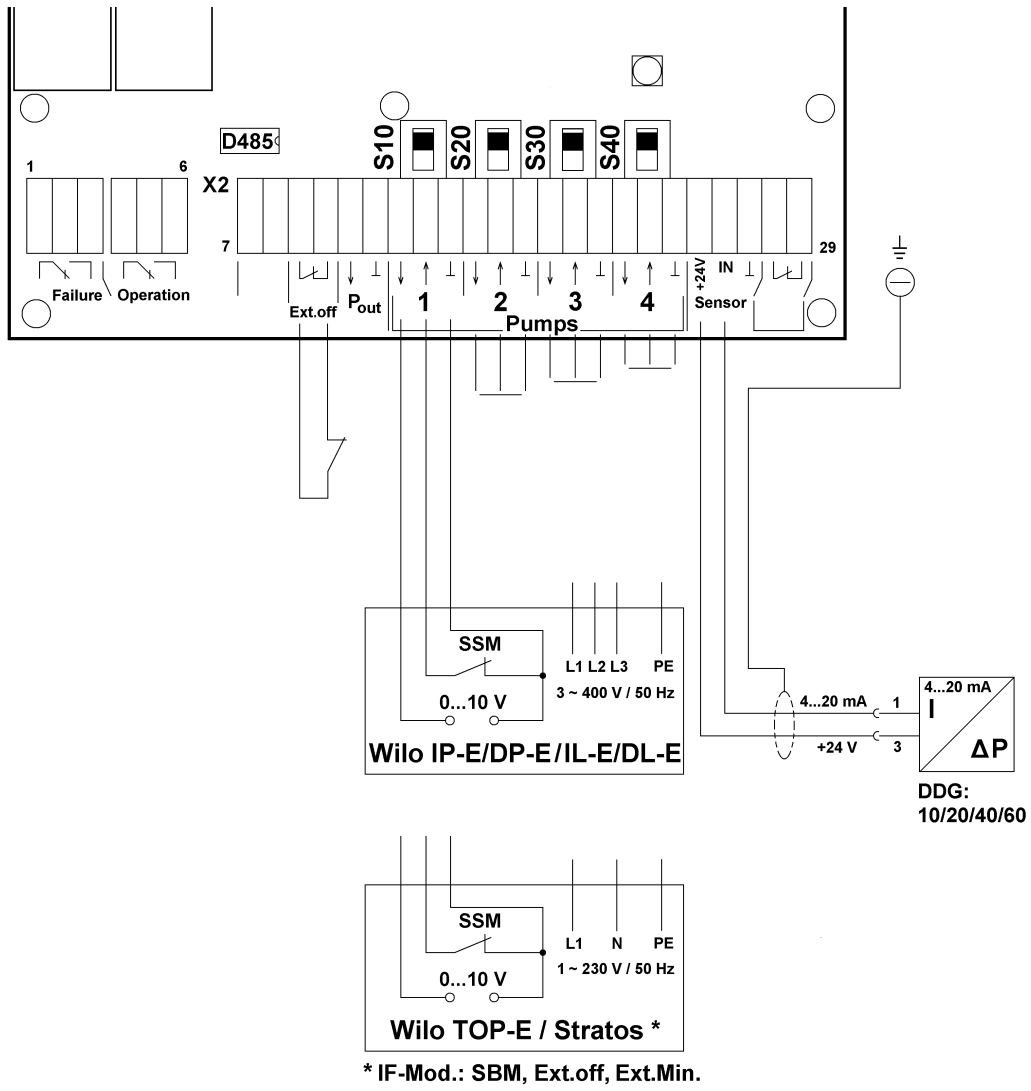 D485
S10
S20
S30
S40
1
6
X2
7
29
Failure
Operation
Ext.off
Pout
1
2
3
4
Pumps
+24V
IN
Sensor
SSM
0...10 V
L1 L2 L3 PE
3 ~ 400 V / 50 Hz
Wilo IP-E/DP-E/IL-E/DL-E
4...20 mA
1
+24 V
3
4...20 mA
I
ΔP
DDG:
10/20/40/60
SSM
0...10 V
L1 N PE
1 ~ 230 V / 50 Hz
Wilo TOP-E / Stratos *
* IF-Mod.: SBM, Ext.off, Ext.Min.